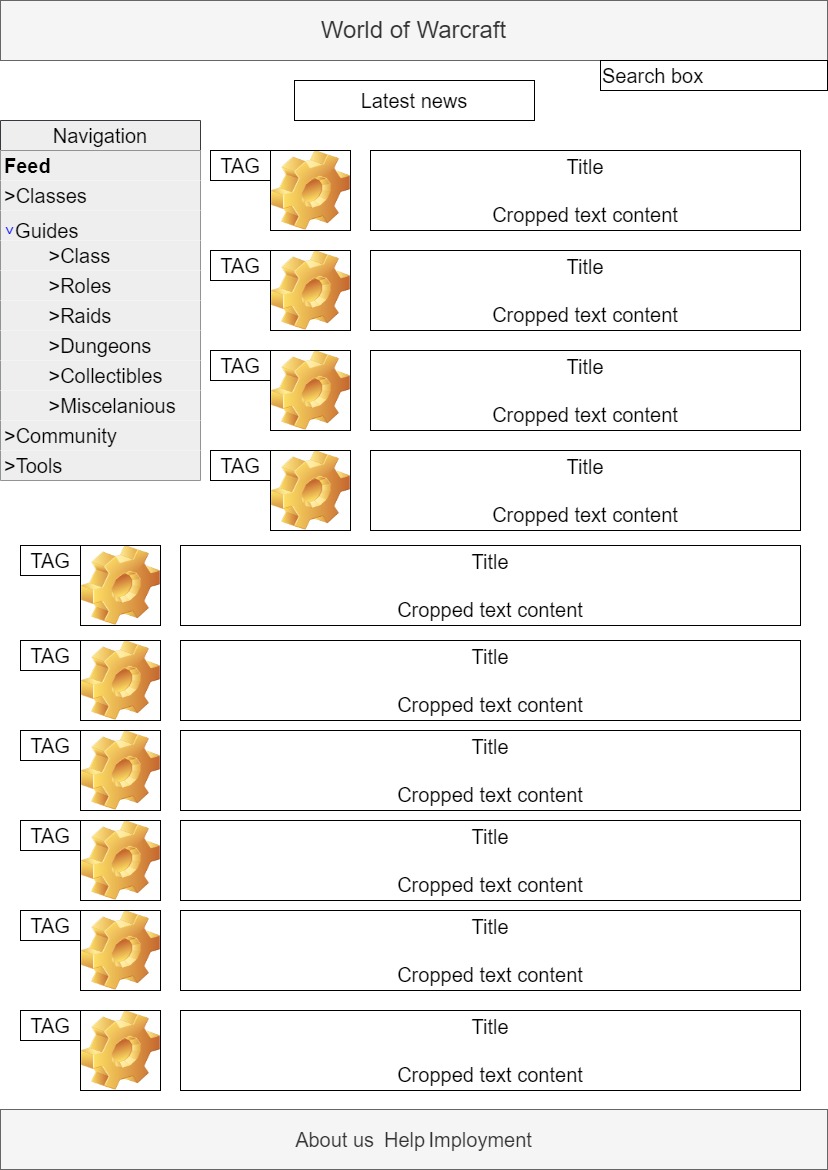 World of Warcraft
Search box
Latest news
Navigation
Feed
>Classes
>Guides
>Class
>Roles
>Raids
>Dungeons
>Collectibles
>Miscelanious
>Community
>Tools
TAG
Title
Cropped text content
TAG
Title
Cropped text content
TAG
Title
Cropped text content
TAG
Title
Cropped text content
TAG
Title
Cropped text content
TAG
Title
Cropped text content
TAG
Title
Cropped text content
TAG
Title
Cropped text content
TAG
Title
Cropped text content
TAG
Title
Cropped text content
About us Help Imployment